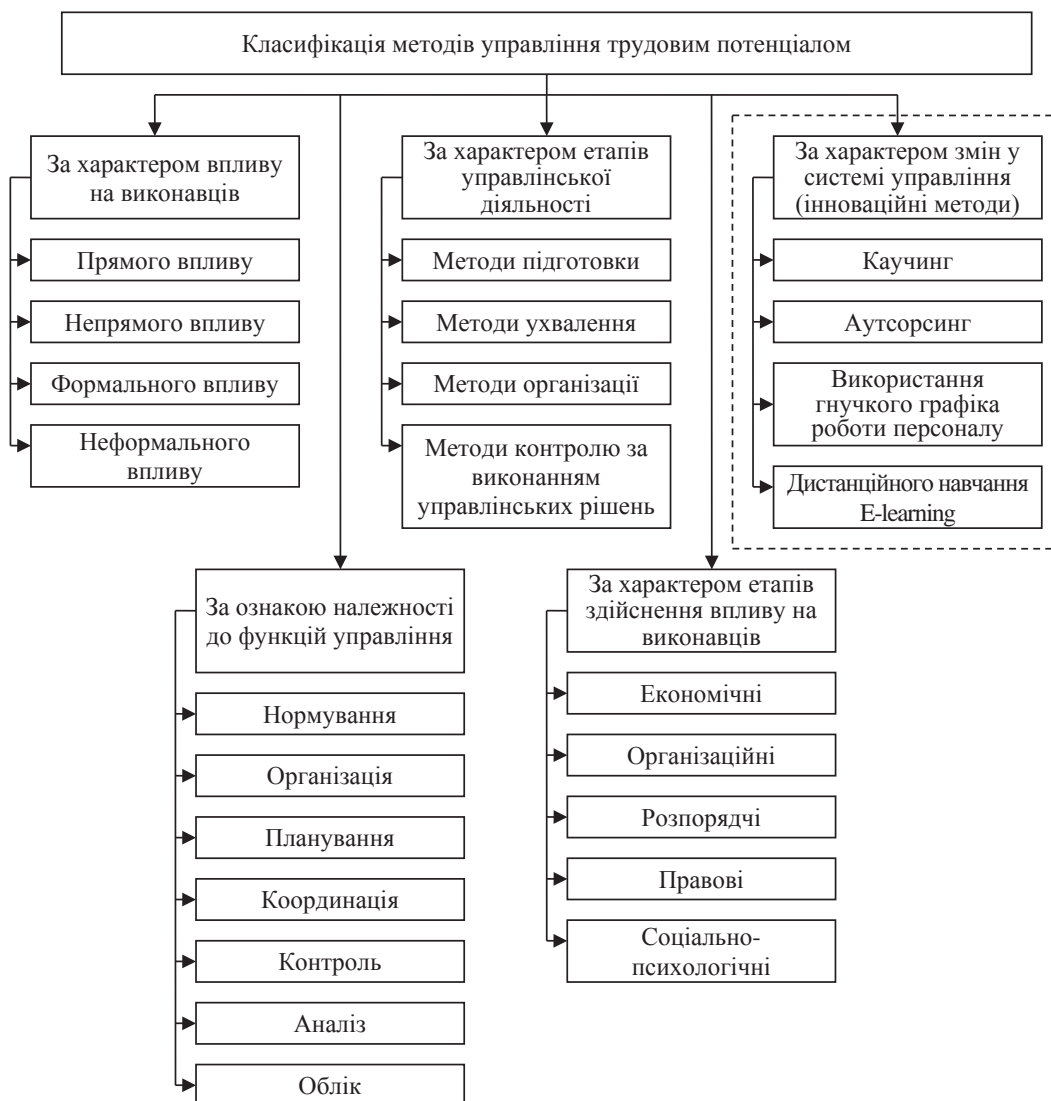 Класифікація методів управління трудовим потенціалом
За характером впливу
на виконавців
Прямого впливу
Непрямого впливу
Формального впливу
Неформального
впливу
За характером етапів
управлінської
діяльності
Методи підготовки
Методи ухвалення
Методи організації
Методи контролю за
виконанням
управлінських рішень
За характером змін у
системі управління
(інноваційні методи)
Каучинг
Аутсорсинг
Використання
гнучкого графіка
роботи персоналу
Дистанційного навчання
E-learning
За ознакою належності
до функцій управління
Нормування
Організація
Планування
Координація
Контроль
Аналіз
Облік
За характером етапів
здійснення впливу на
виконавців
Економічні
Організаційні
Розпорядчі
Правові
Соціально-
психологічні